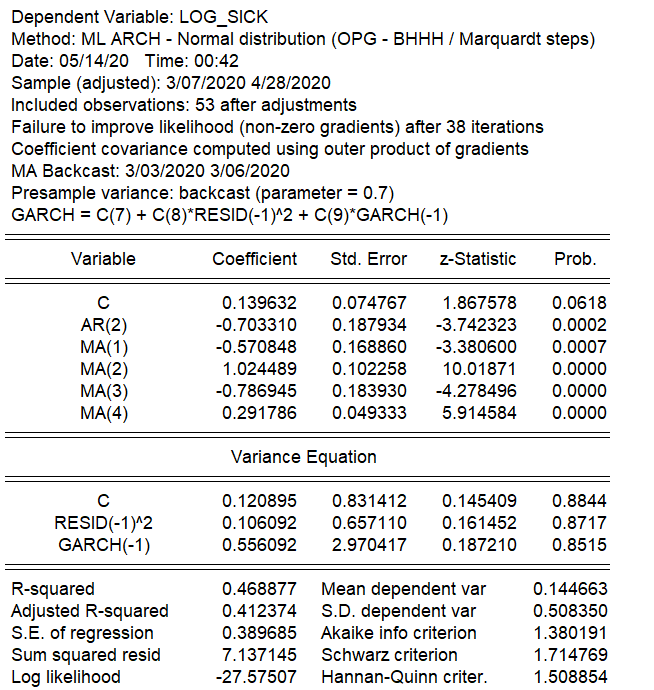 Dependent Variable: LOG_SICK
Method: ML ARCH - Normal distribution (OPG - BHHH / Marquardt steps)
Date: 05/14/20 Time: 00:42
Sample (adjusted): 3/07/2020 4/28/2020
Included observations: 53 after adjustments
Failure to improve likelihood (non-zero gradients) after 38 iterations
Coefficient covariance computed using outer product of gradients
MA Backcast: 3/03/2020 3/06/2020
Presample variance: backcast (parameter = 0.7)
GARCH = C(7) + C(8)*RESID(-1)^2 + C(9)*GARCH(-1)
Variable Coefficient Std. Error z-Statistic Prob.
C 0.139632 0.074767 1.867578 0.0618
AR(2) -0.703310 0.187934 -3.742323 0.0002
MA(1) -0.570848 0.168860 -3.380600 0.0007
MA(2) 1.024489 0.102258 10.01871 0.0000
MA(3) -0.786945 0.183930 -4.278496 0.0000
MA(4) 0.291786 0.049333 5.914584 0.0000
Variance Equation
C 0.120895 0.831412 0.145409 0.8844
RESID(-1)^2 0.106092 0.657110 0.161452 0.8717
GARCH(-1) 0.556092 2.970417 0.187210 0.8515
R-squared 0.468877 Mean dependent var 0.144663
Adjusted R-squared 0.412374 S.D. dependent var 0.508350
S.E. of regression 0.389685 Akaike info criterion 1.380191
Sum squared resid 7.137145 Schwarz criterion 1.714769
Log likelihood -27.57507 Hannan-Quinn criter. 1.508854